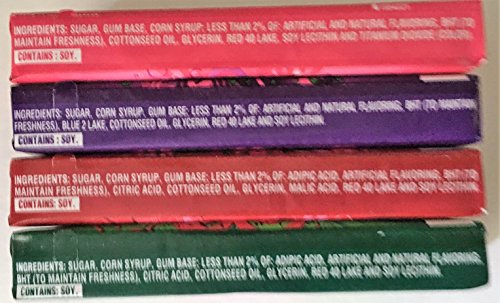 INGREDIENTS: SUGAR, GUM BASE, CORN SYRUP; LESS THAN 2% OF: ARTIFICIAL AND NATURAL FLAVORING, BHT (TO
MAINTAIN FRESHNESS), COTTONSEED OIL, GLYCERIN, RED 40 LAKE, SOY LECITHIN AND TITANIUM DIOXIDE (COLOR).
CONTAINS : SOY.
INGREDIENTS: SUGAR, CORN SYRUP, GUM BASE; LESS THAN 2% OF: ARTIFICIAL AND NATURAL FLAVORING, BHT (TO MAINTAIN
FRESHNESS), BLUE 2 LAKE, COTTONSEED OIL, GLYCERIN, RED 40 LAKE AND SOY LECITHIN.
CONTAINS : SOY.
INGREDIENTS: SUGAR, CORN SYRUP, GUM BASE; LESS THAN 2% OF: ADIPIC ACID, ARTIFICIAL FLAVORING, BHT (TO
MAINTAIN FRESHNESS), CITRIC ACID, COTTONSEED OIL, GLYCERIN, MALIC ACID, RED 40 LAKE AND SOY LECITHIN.
CONTAINS: SOY.
INGREDIENTS: SUGAR, CORN SYRUP, GUM BASE; LESS THAN 2% OF: ADIPIC ACID, ARTIFICIAL AND NATURAL FLAVORING,
BHT (TO MAINTAIN FRESHNESS), CITRIC ACID, COTTONSEED OIL, GLYCERIN, RED 40 LAKE AND SOY LECITHIN.
CONTAINS: SOY.